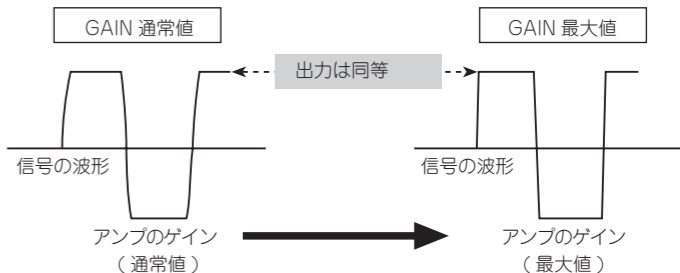 GAIN 通常値
GAIN 最大値
出力は同等
信号の波形
信号の波形
アンプのゲイン
( 通常値 )
アンプのゲイン
( 最大値 )